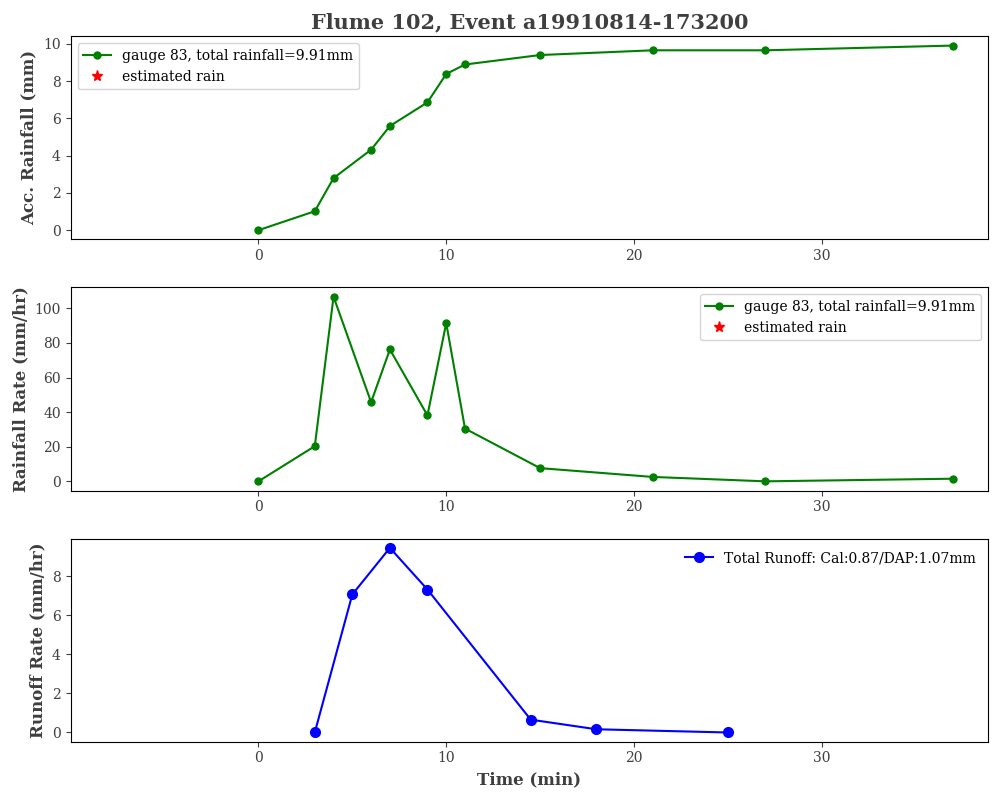 Flume 102, Event a19910814-173200
Acc. Rainfall (mm)
10
8
6
4
2
0
gauge 83, total rainfall=9.91mm
estimated rain
0 10 20 30
Rainfall Rate (mm/hr)
100
80
60
40
20
0
gauge 83, total rainfall=9.91mm
estimated rain
0 10 20 30
Runoff Rate (mm/hr)
8
6
4
2
0
Total Runoff: Cal:0.87/DAP:1.07mm
0 10 20 30
Time (min)